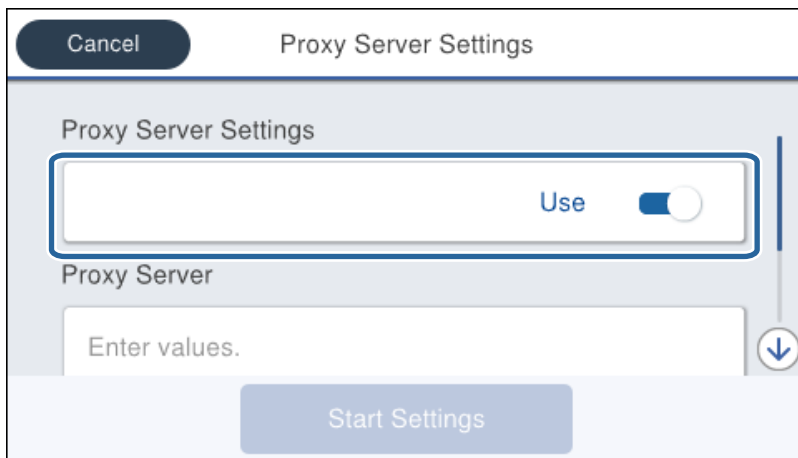 Cancel
Proxy Server Settings
Proxy Server Settings
Use
Proxy Server
Enter values.
Start Settings